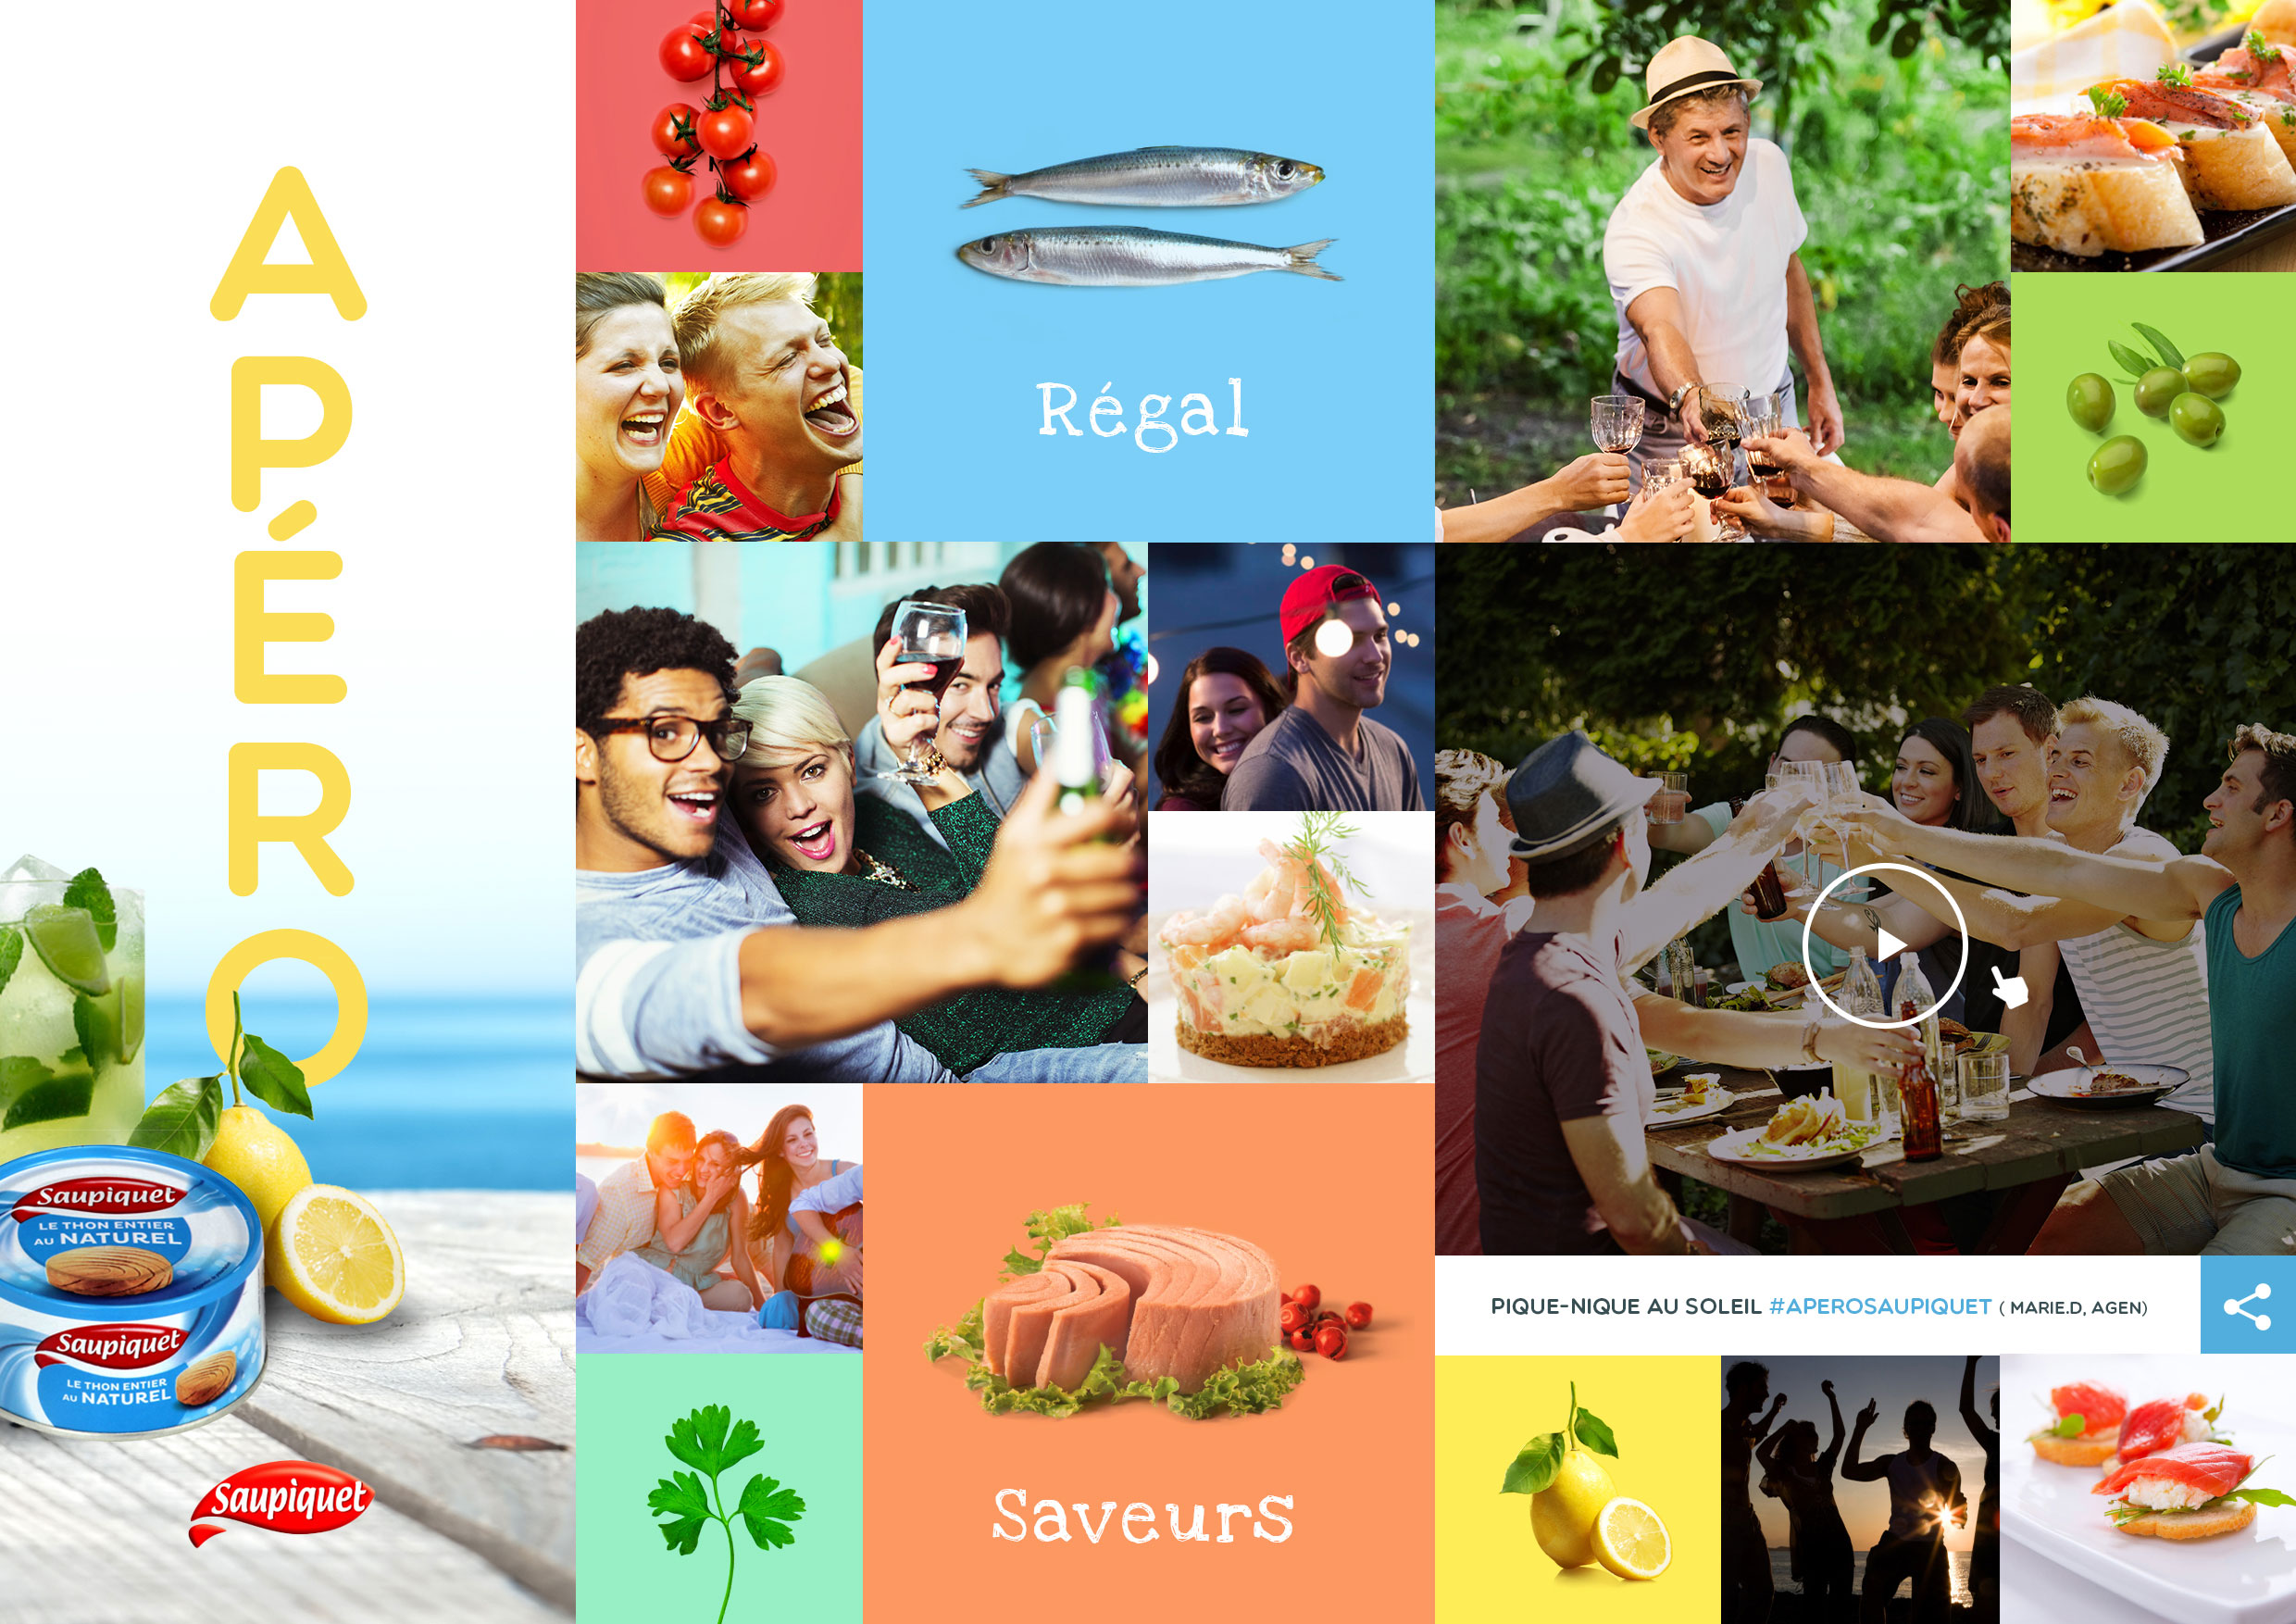 APÉRO
Saupiquet
LE THON ENTIER
AU NATUREL
Saupiquet
LE THON ENTIER
AU NATUREL
Saupiquet
Régal
Saveurs
PIQUE-NIQUE AU SOLEIL #APEROSAUPIQUET ( MARIE.D, AGEN)